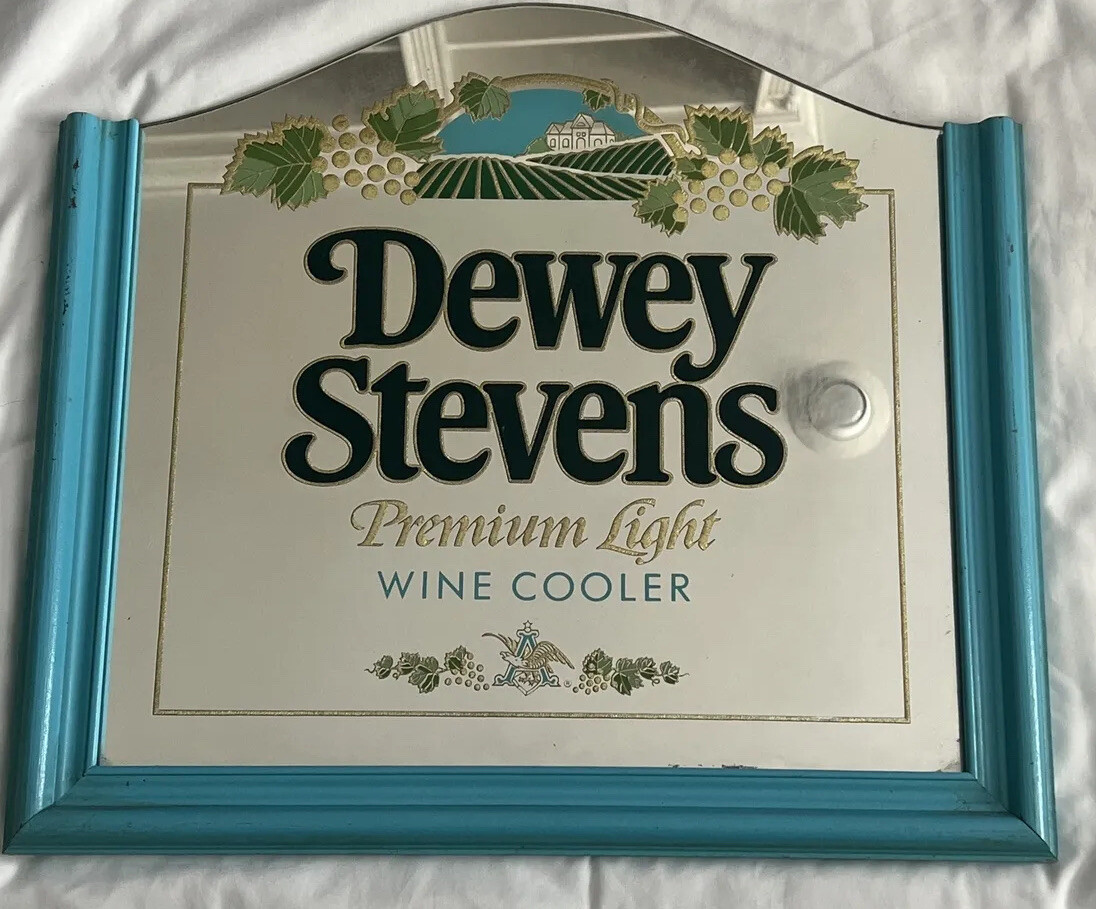 Dewey
Stevens
Premium Light
WINE COOLER
A
®